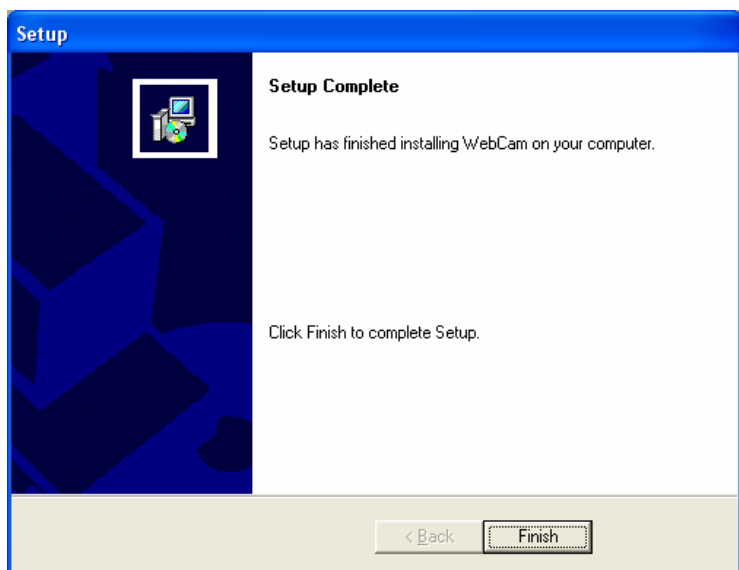 Setup
Setup Complete
Setup has finished installing WebCam on your computer.
Click Finish to complete Setup.
< Back
Finish